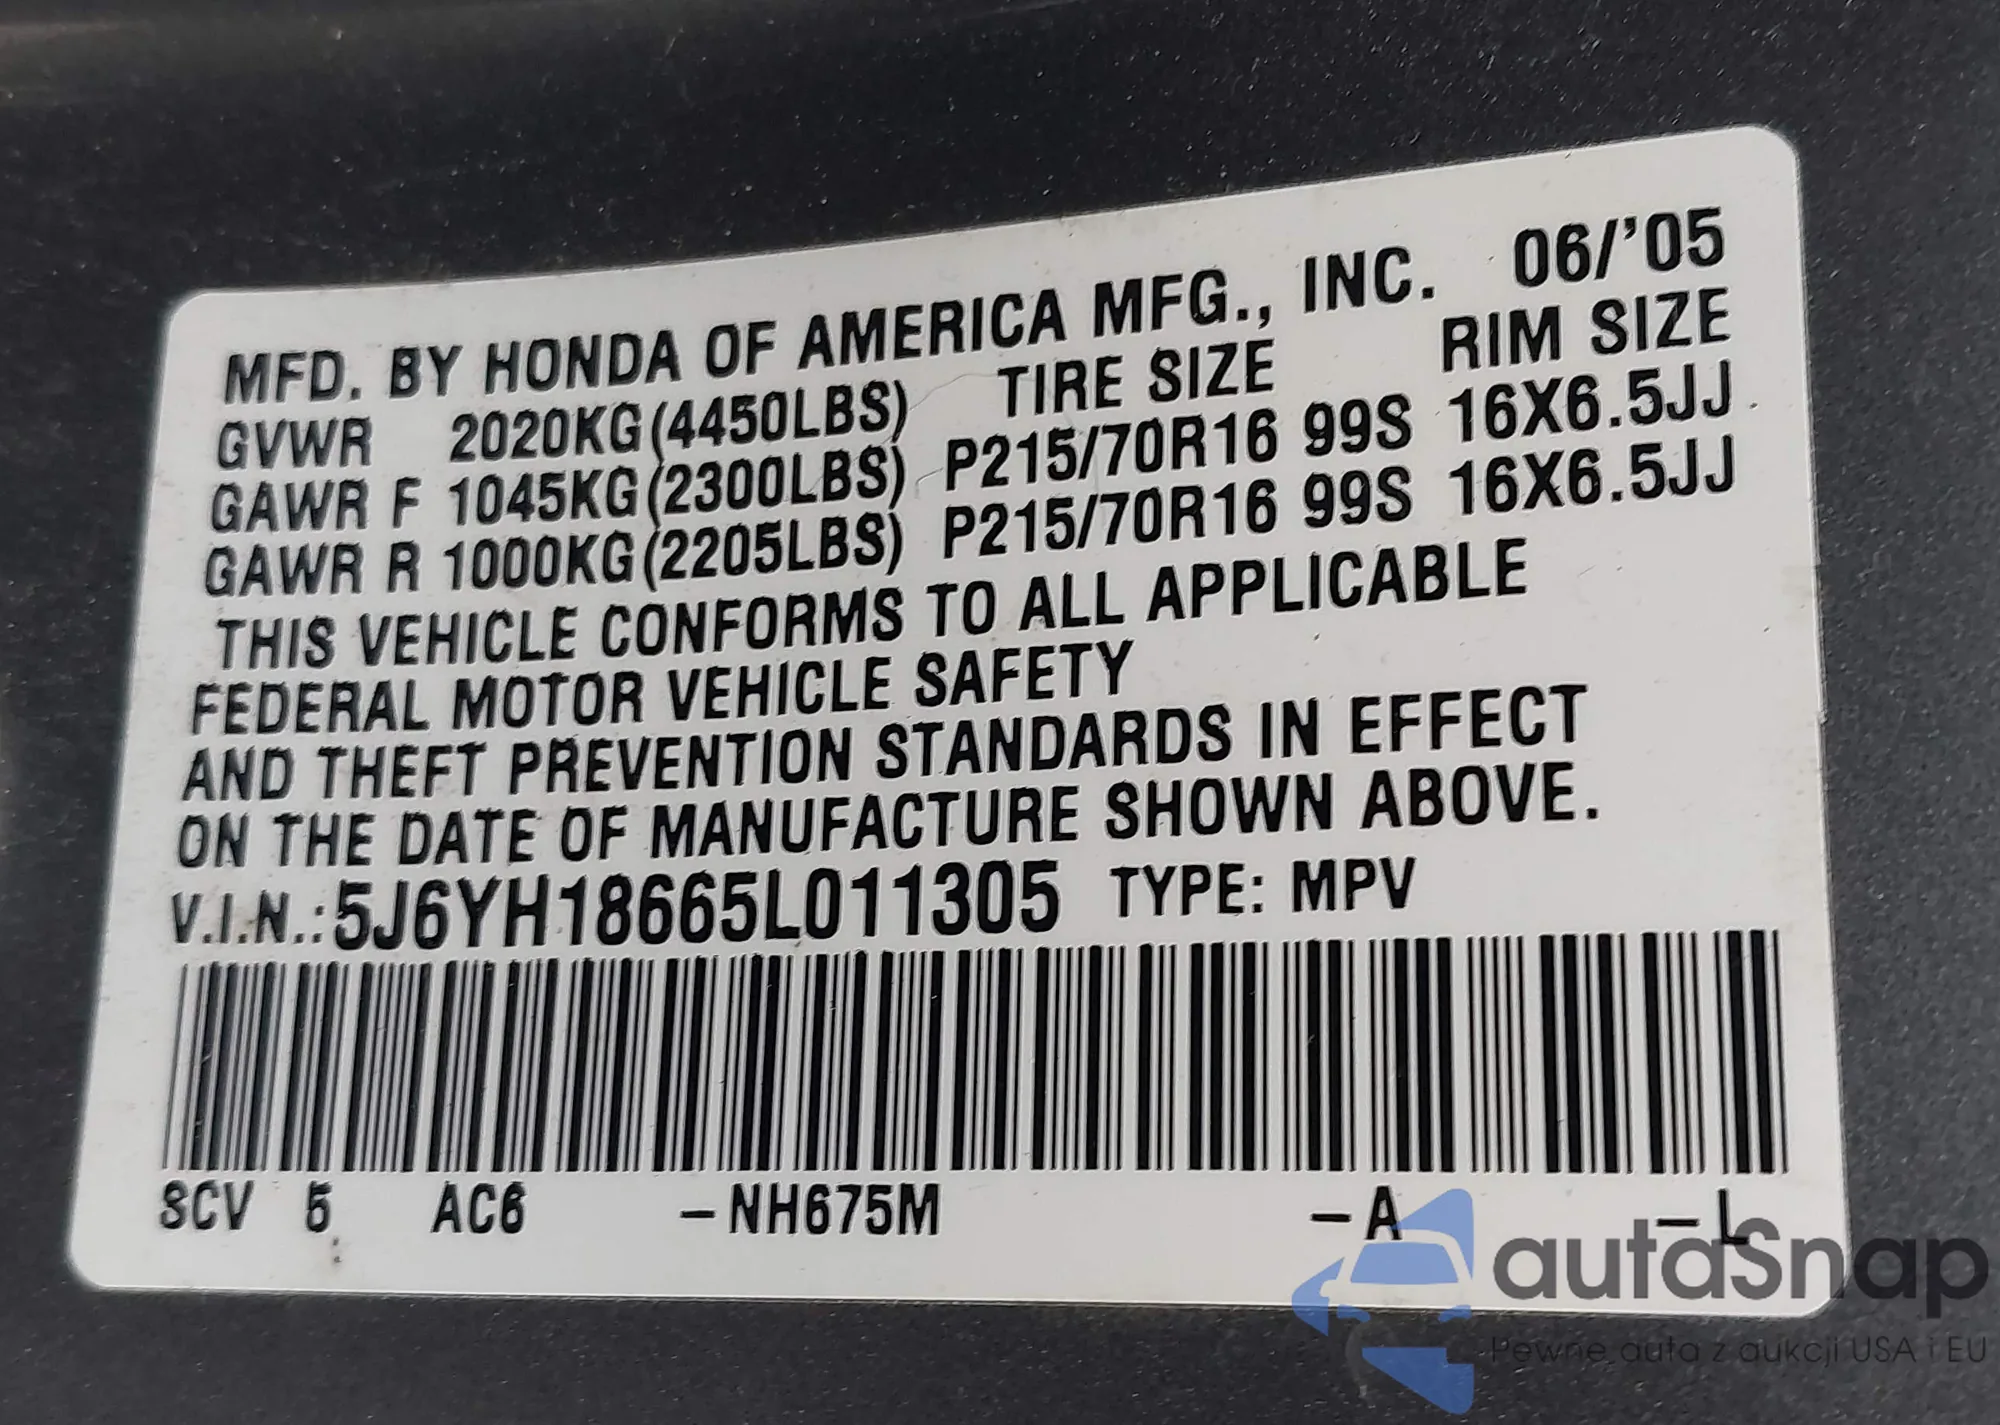 MFD. BY HONDA OF AMERICA MFG., INC. 06/'05
GVWR 2020KG(4450LBS) TIRE SIZE RIM SIZE
GAWR F 1045KG(2300LBS) P215/70R16 99S 16X6.5JJ
GAWR R 1000KG(2205LBS) P215/70R16 99S 16X6.5JJ
THIS VEHICLE CONFORMS TO ALL APPLICABLE
FEDERAL MOTOR VEHICLE SAFETY
AND THEFT PREVENTION STANDARDS IN EFFECT
ON THE DATE OF MANUFACTURE SHOWN ABOVE.
V.I.N.:5J6YH18665L011305 TYPE: MPV
SCV 5 AC6 -NH675M -A -L
autaSnap
Pewne auta z aukcji USA i EU